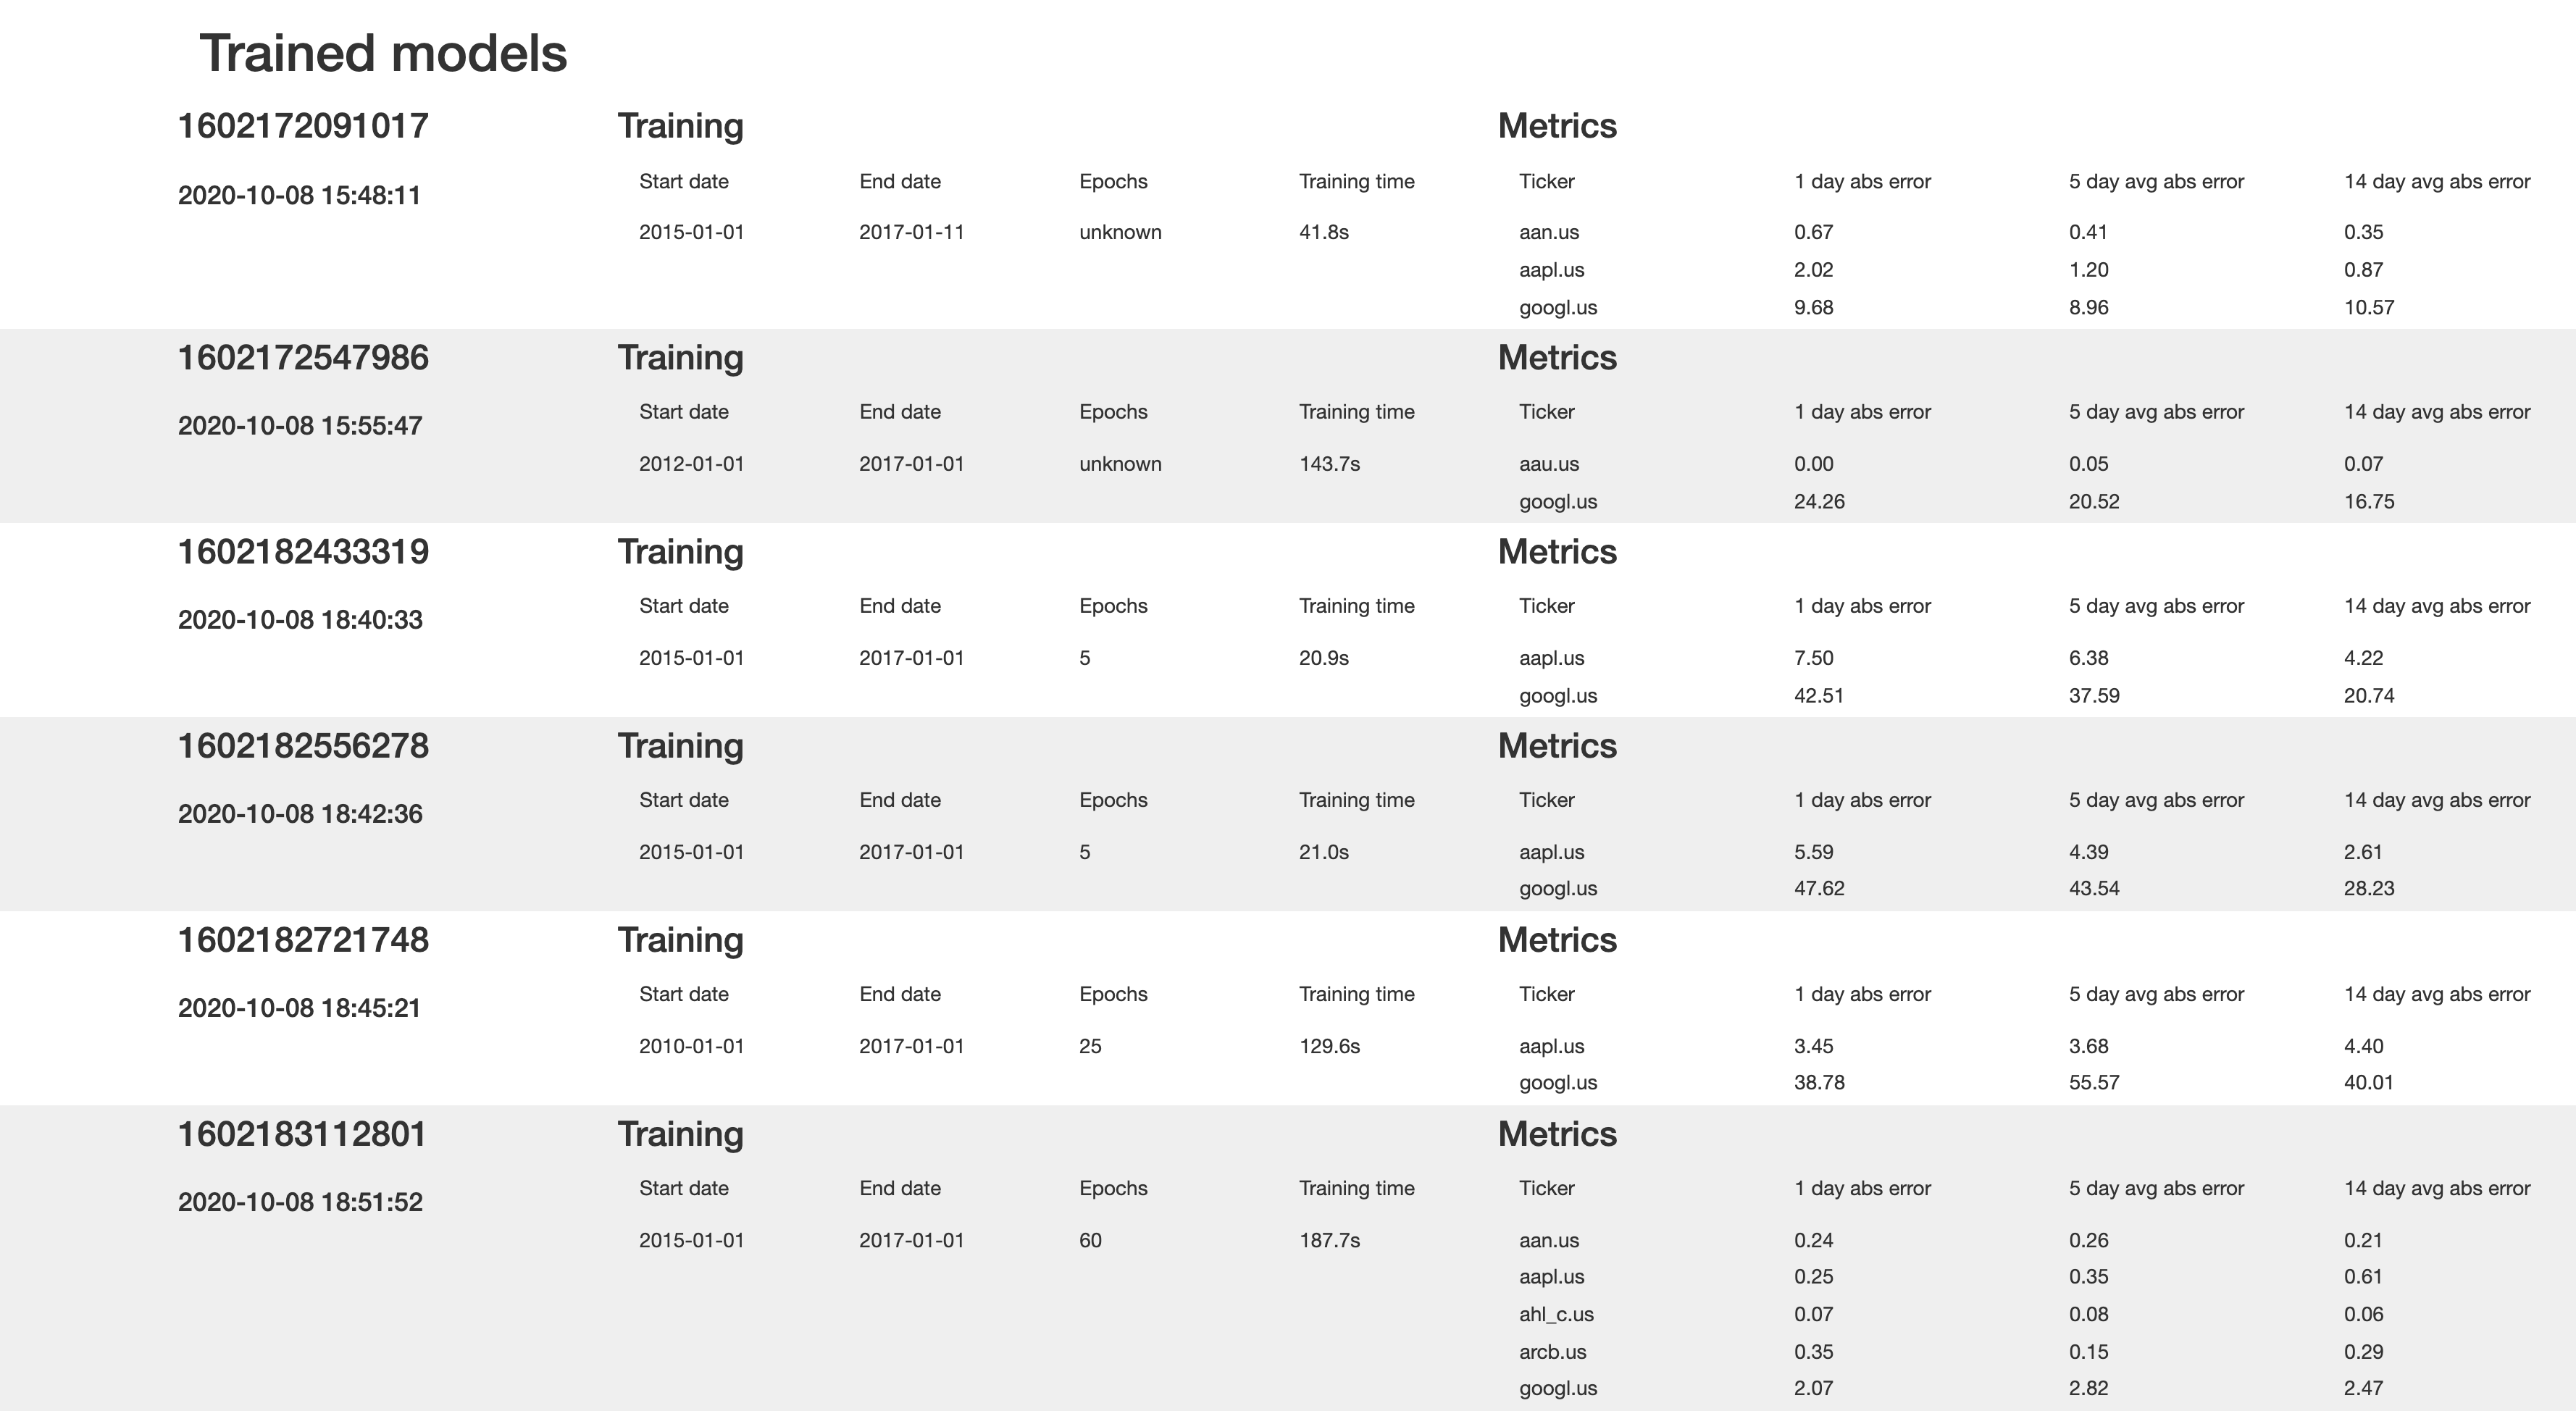 Trained models
1602172091017 Training Metrics
2020-10-08 15:48:11 Start date End date Epochs Training time Ticker 1 day abs error 5 day avg abs error 14 day avg abs error
2015-01-01 2017-01-11 unknown 41.8s aan.us 0.67 0.41 0.35
aapl.us 2.02 1.20 0.87
googl.us 9.68 8.96 10.57
1602172547986 Training Metrics
2020-10-08 15:55:47 Start date End date Epochs Training time Ticker 1 day abs error 5 day avg abs error 14 day avg abs error
2012-01-01 2017-01-01 unknown 143.7s aau.us 0.00 0.05 0.07
googl.us 24.26 20.52 16.75
1602182433319 Training Metrics
2020-10-08 18:40:33 Start date End date Epochs Training time Ticker 1 day abs error 5 day avg abs error 14 day avg abs error
2015-01-01 2017-01-01 5 20.9s aapl.us 7.50 6.38 4.22
googl.us 42.51 37.59 20.74
1602182556278 Training Metrics
2020-10-08 18:42:36 Start date End date Epochs Training time Ticker 1 day abs error 5 day avg abs error 14 day avg abs error
2015-01-01 2017-01-01 5 21.0s aapl.us 5.59 4.39 2.61
googl.us 47.62 43.54 28.23
1602182721748 Training Metrics
2020-10-08 18:45:21 Start date End date Epochs Training time Ticker 1 day abs error 5 day avg abs error 14 day avg abs error
2010-01-01 2017-01-01 25 129.6s aapl.us 3.45 3.68 4.40
googl.us 38.78 55.57 40.01
1602183112801 Training Metrics
2020-10-08 18:51:52 Start date End date Epochs Training time Ticker 1 day abs error 5 day avg abs error 14 day avg abs error
2015-01-01 2017-01-01 60 187.7s aan.us 0.24 0.26 0.21
aapl.us 0.25 0.35 0.61
ahl_c.us 0.07 0.08 0.06
arcb.us 0.35 0.15 0.29
googl.us 2.07 2.82 2.47